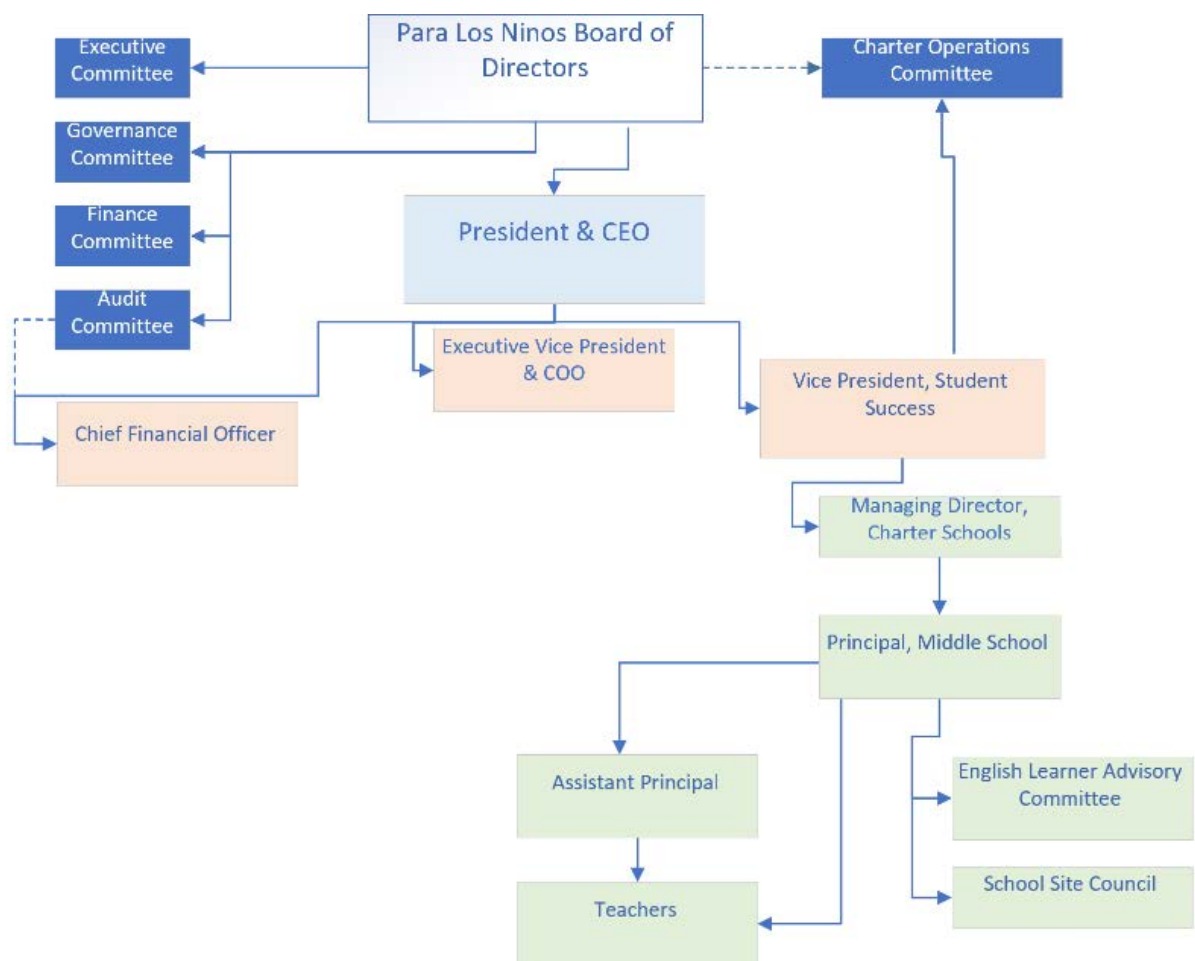 Para Los Ninos Board of
Directors
Executive
Committee
Charter Operations
Committee
Governance
Committee
Finance
Committee
Audit
Committee
President & CEO
Executive Vice President
& COO
Vice President, Student
Success
Chief Financial Officer
Managing Director,
Charter Schools
Principal, Middle School
Assistant Principal
English Learner Advisory
Committee
Teachers
School Site Council